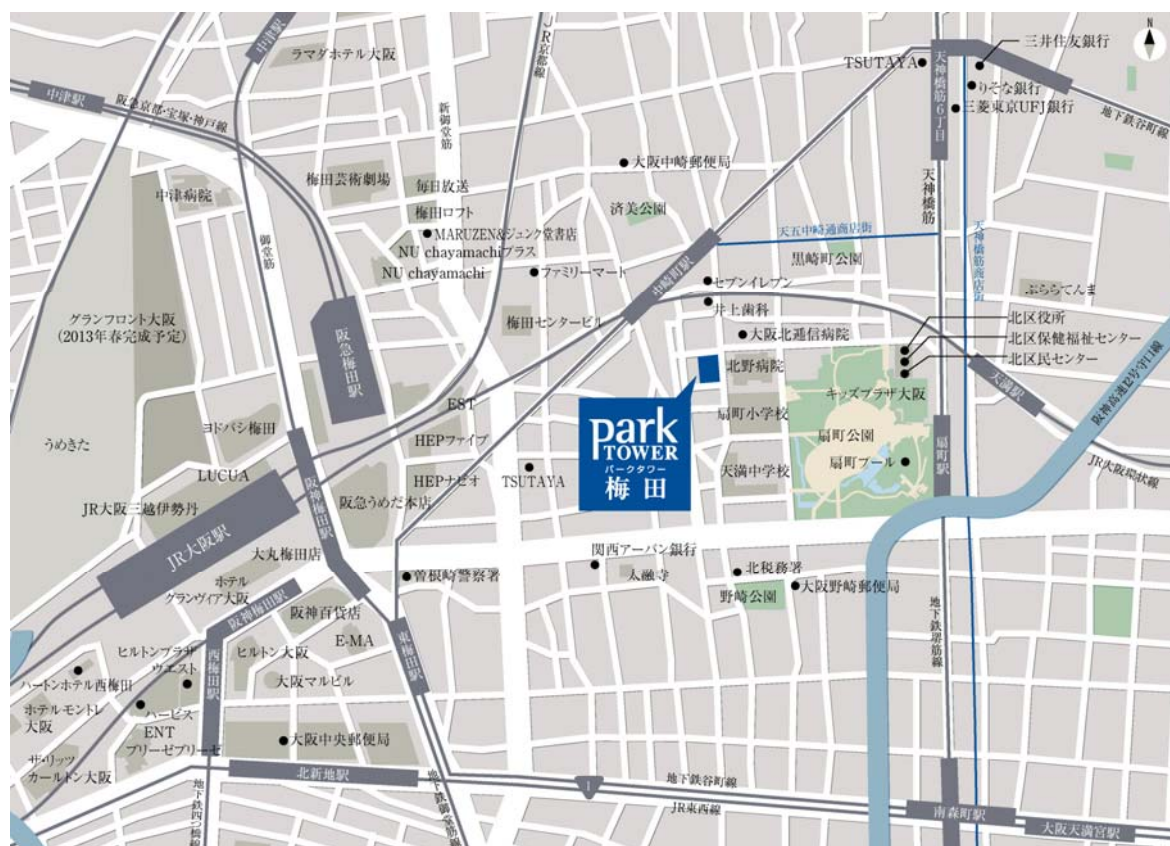 N
中津駅
ラマダホテル大阪
JR京都線
TSUTAYA
天神橋筋6丁目
三井住友銀行
りそな銀行
三菱東京UFJ銀行
地下鉄谷町線
中津駅
阪急京都・宝塚・神戸線
新御堂筋
大阪中崎郵便局
天神橋筋
梅田芸術劇場
毎日放送
中津病院
梅田ロフト
済美公園
MARUZEN&ジュンク堂書店
天五中崎通商店街
天神橋筋商店街
御堂筋
NU chayamachiプラス
NU chayamachi
ファミリーマート
中崎町駅
黒崎町公園
セブンイレブン
ぷららてんま
グランフロント大阪
(2013年春完成予定)
井上歯科
北区役所
梅田センタービル
大阪北逓信病院
北区保健福祉センター
北区民センター
阪急梅田駅
北野病院
天満駅
阪神高速12号守口線
キッズプラザ大阪
EST
park
TOWER
パークタワー
梅田
扇町小学校
ヨドバシ梅田
HEPファイブ
扇町公園
扇町駅
うめきた
LUCUA
阪神梅田駅
HEPナビオ
TSUTAYA
天満中学校
扇町プール
JR大阪環状線
JR大阪三越伊勢丹
阪急うめだ本店
JR大阪駅
大丸梅田店
関西アーバン銀行
曽根崎警察署
太融寺
北税務署
ホテル
グランヴィア大阪
野崎公園
大阪野崎郵便局
阪神梅田駅
阪神百貨店
地下鉄堺筋線
E-MA
東梅田駅
ヒルトンプラザ
ウエスト
西梅田駅
ヒルトン大阪
ハートンホテル西梅田
大阪マルビル
ホテルモントレ
大阪
ハービス
ENT
ブリーゼブリーゼ
大阪中央郵便局
ザ・リッツ
カールトン大阪
北新地駅
地下鉄谷町線
1
JR東西線
地下鉄四つ橋線
地下鉄御堂筋線
南森町駅
大阪天満宮駅